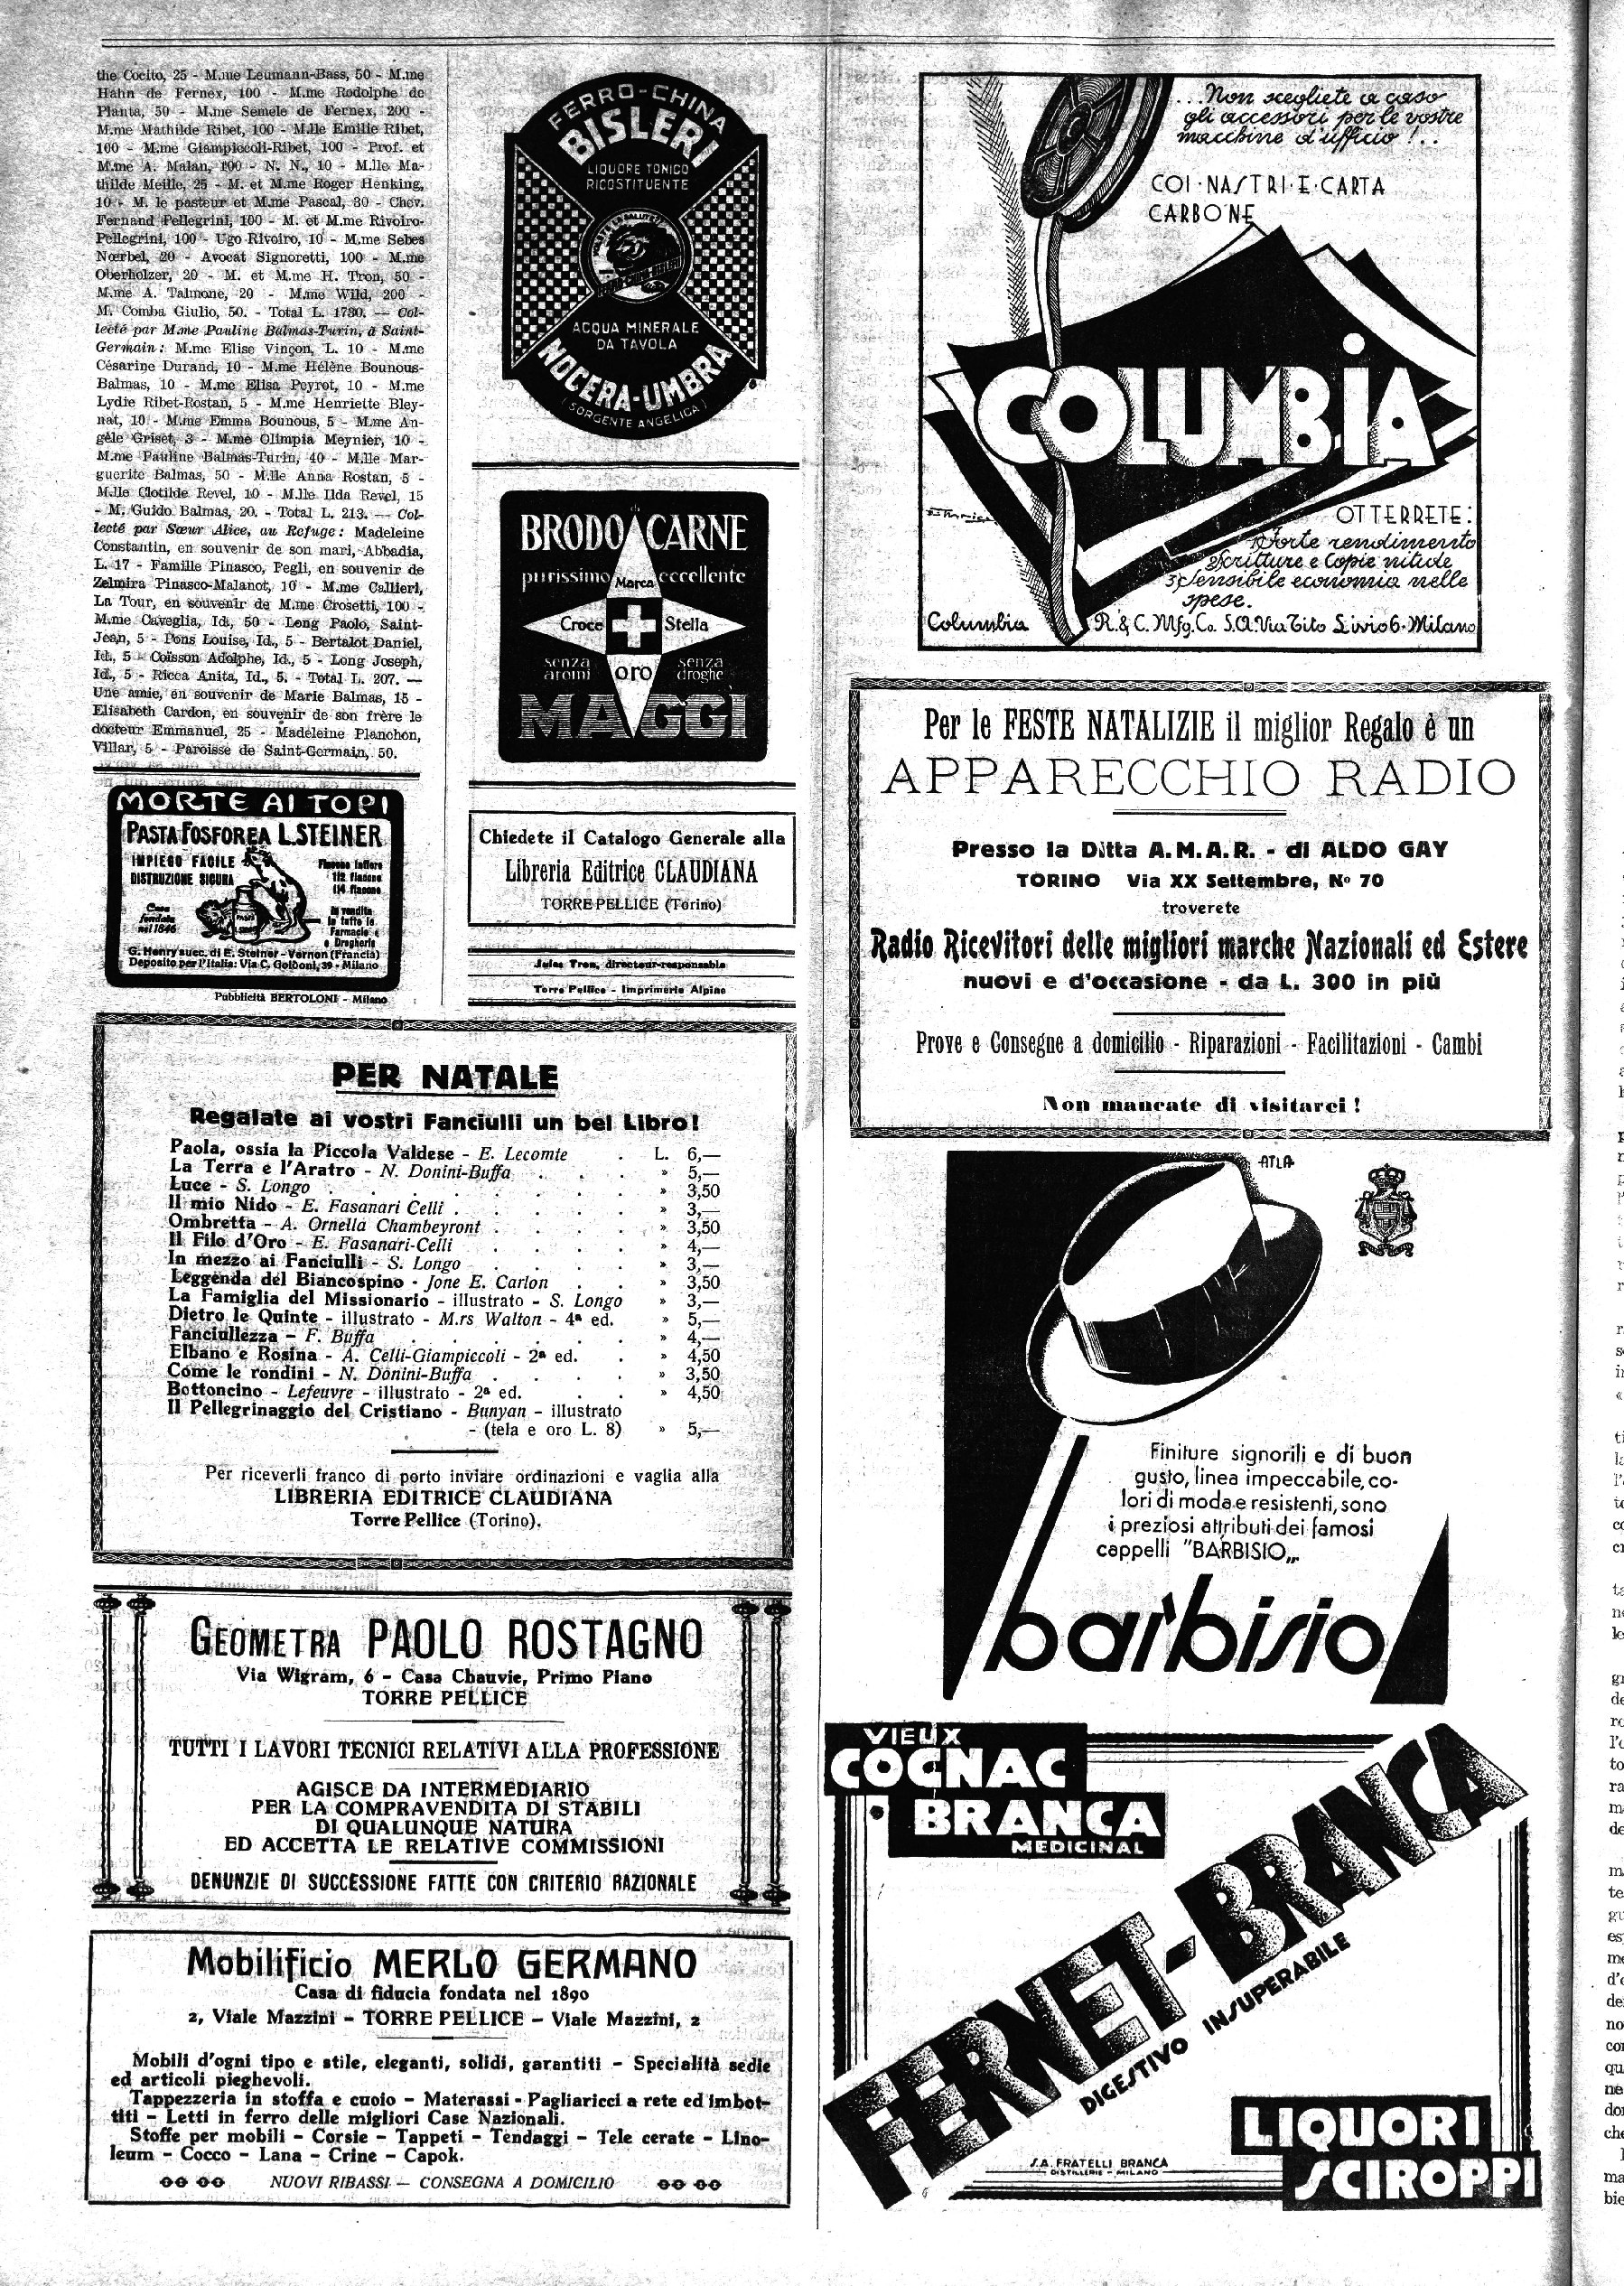 the Cocito, 25 - M.me Leumann-Bass, 50 - M.me
Hahn de Fernex, 100 - M.me Rodolphe de
Planta, 50 - M.me Semele de Fernex, 200 -
M.me Mathilde Ribet, 100 - M.lle Emilie Ribet,
100 - M.me Giampiccoli-Ribet, 100 - Prof. et
M.me A. Malan, 100 - N. N., 10 - M.lle Ma-
thilde Meille, 25 - M. et M.me Roger Henking,
10 - M. le pasteur et M.me Pascal, 30 - Chev.
Fernand Pellegrini, 100 - M. et M.me Rivoiro-
Pellegrini, 100 - Ugo Rivoiro, 10 - M.me Sebes
Nœrbel, 20 - Avocat Signoretti, 100 - M.me
Oberholzer, 20 - M. et M.me H. Tron, 50 -
M.me A. Talmone, 20 - M.me Wild, 200 -
M. Comba Giulio, 50. - Total L. 1780. — Col-
lecté par M.me Pauline Balmas-Turin, à Saint-
Germain: M.me Elise Vinçon, L. 10 - M.me
Césarine Durand, 10 - M.me Hélène Bounous-
Balmas, 10 - M.me Elisa Peyrot, 10 - M.me
Lydie Ribet-Rostan, 5 - M.me Henriette Bley-
nat, 10 - M.me Emma Bounous, 5 - M.me An-
gèle Griset, 3 - M.me Olimpia Meynier, 10 -
M.me Pauline Balmas-Turin, 40 - M.lle Mar-
guerite Balmas, 50 - M.lle Anna Rostan, 5 -
M.lle Clotilde Revel, 10 - M.lle Ilda Revel, 15
- M. Guido Balmas, 20. - Total L. 213. — Col-
lecté par Sœur Alice, au Refuge: Madeleine
Constantin, en souvenir de son mari, Abbadia,
L. 17 - Famille Pinasco, Pegli, en souvenir de
Zelmira Pinasco-Malanot, 10 - M.me Callieri,
La Tour, en souvenir de M.me Crosetti, 100 -
M.me Caveglia, Id., 50 - Long Paolo, Saint-
Jean, 5 - Pons Louise, Id., 5 - Bertalot Daniel,
Id., 5 - Coïsson Adolphe, Id., 5 - Long Joseph,
Id., 5 - Ricca Anita, Id., 5. - Total L. 207. —
Une amie, en souvenir de Marie Balmas, 15 -
Elisabeth Cardon, en souvenir de son frère le
docteur Emmanuel, 25 - Madeleine Planchon,
Villar, 5 - Paroisse de Saint-Germain, 50.
MORTE AI TOPI
PASTA FOSFOREA L. STEINER
IMPIEGO FACILE
DISTRUZIONE SICURA
1/2 flacone
1/4 flacone
Casa
fondata
nel 1846
In vendita
in tutte le
Farmacie e
Drogherie
G. Henry succ. di E. Steiner - Vernon (Francia)
Deposito per l'Italia: Via C. Goldoni, 39 - Milano
Pubblicità BERTOLONI - Milano
FERRO-CHINA
BISLERI
LIQUORE TONICO
RICOSTITUENTE
ACQUA MINERALE
DA TAVOLA
NOCERA-UMBRA
(SORGENTE ANGELICA)
BRODO di CARNE
purissimo Marca eccellente
Croce Stella
senza aromi oro senza droghe
MAGGI
Chiedete il Catalogo Generale alla
Libreria Editrice CLAUDIANA
TORRE PELLICE (Torino)
Jules Tron, directeur-responsable
Torre Pellice - Imprimerie Alpine
PER NATALE
Regalate ai vostri Fanciulli un bel Libro!
Paola, ossia la Piccola Valdese - E. Lecomte . L. 6,—
La Terra e l'Aratro - N. Donini-Buffa . . . » 5,—
Luce - S. Longo . . . . . . . » 3,50
Il mio Nido - E. Fasanari Celli . . . . . » 3,—
Ombretta - A. Ornella Chambeyront . . . . » 3,50
Il Filo d'Oro - E. Fasanari-Celli . . . . » 4,—
In mezzo ai Fanciulli - S. Longo . . . . » 3,—
Leggenda del Biancospino - Jone E. Carlon . . » 3,50
La Famiglia del Missionario - illustrato - S. Longo » 3,—
Dietro le Quinte - illustrato - M.rs Walton - 4ª ed. » 5,—
Fanciullezza - F. Buffa . . . . . . » 4,—
Elbano e Rosina - A. Celli-Giampiccoli - 2ª ed. . » 4,50
Come le rondini - N. Donini-Buffa . . . . » 3,50
Bottoncino - Lefeuvre - illustrato - 2ª ed. . . » 4,50
Il Pellegrinaggio del Cristiano - Bunyan - illustrato
- (tela e oro L. 8) » 5,—
Per riceverli franco di porto inviare ordinazioni e vaglia alla
LIBRERIA EDITRICE CLAUDIANA
Torre Pellice (Torino).
GEOMETRA PAOLO ROSTAGNO
Via Wigram, 6 - Casa Chauvie, Primo Piano
TORRE PELLICE
TUTTI I LAVORI TECNICI RELATIVI ALLA PROFESSIONE
AGISCE DA INTERMEDIARIO
PER LA COMPRAVENDITA DI STABILI
DI QUALUNQUE NATURA
ED ACCETTA LE RELATIVE COMMISSIONI
DENUNZIE DI SUCCESSIONE FATTE CON CRITERIO RAZIONALE
Mobilificio MERLO GERMANO
Casa di fiducia fondata nel 1890
2, Viale Mazzini - TORRE PELLICE - Viale Mazzini, 2
Mobili d'ogni tipo e stile, eleganti, solidi, garantiti - Specialità sedie
ed articoli pieghevoli.
Tappezzeria in stoffa e cuoio - Materassi - Pagliaricci a rete ed imbot-
titi - Letti in ferro delle migliori Case Nazionali.
Stoffe per mobili - Corsie - Tappeti - Tendaggi - Tele cerate - Lino-
leum - Cocco - Lana - Crine - Capok.
NUOVI RIBASSI — CONSEGNA A DOMICILIO
...Non scegliete a caso
gli accessori per le vostre
macchine d'ufficio!..
COI·NASTRI·E·CARTA
CARBONE
COLUMBIA
OTTERRETE:
Forte rendimento
Scritture e Copie nitide
Sensibile economia nelle
spese.
Columbia R. & C. Mfg. Co. S.A. Via Tito Livio 6·Milano
Per le FESTE NATALIZIE il miglior Regalo è un
APPARECCHIO RADIO
Presso la Ditta A.M.A.R. - di ALDO GAY
TORINO Via XX Settembre, Nº 70
troverete
Radio Ricevitori delle migliori marche Nazionali ed Estere
nuovi e d'occasione - da L. 300 in più
Prove e Consegne a domicilio - Riparazioni - Facilitazioni - Cambi
Non mancate di visitarci!
ATLA
Finiture signorili e di buon
gusto, linea impeccabile, co-
lori di moda e resistenti, sono
i preziosi attributi dei famosi
cappelli "BARBISIO„
barbisio
VIEUX
COGNAC
BRANCA
MEDICINAL
FERNET-BRANCA
DIGESTIVO INSUPERABILE
S.A. FRATELLI BRANCA
DISTILLERIE - MILANO
LIQUORI
SCIROPPI